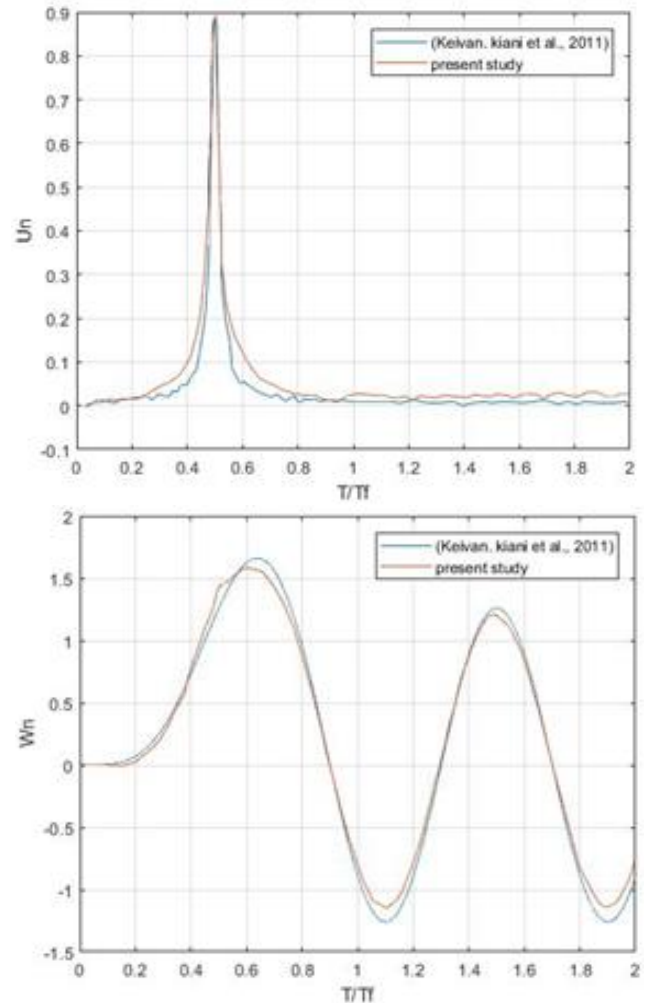 0.9
(Keivan. kiani et al., 2011)
present study
0.8
0.7
0.6
0.5
Un
0.4
0.3
0.2
0.1
0
-0.1
0 0.2 0.4 0.6 0.8 1 1.2 1.4 1.6 1.8 2
T/Tf
2
(Keivan. kiani et al., 2011)
present study
1.5
1
0.5
Wn
0
-0.5
-1
-1.5
0 0.2 0.4 0.6 0.8 1 1.2 1.4 1.6 1.8 2
T/Tf